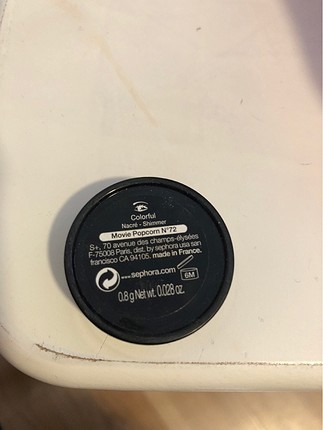 Colorful
Nacré - Shimmer
Movie Popcorn N°72
S+, 70 avenue des champs-élysées
F-75008 Paris, dist. by sephora usa san
francisco CA 94105. made in France.
www.sephora.com
6M
0.8 g Net wt. 0.028 oz.